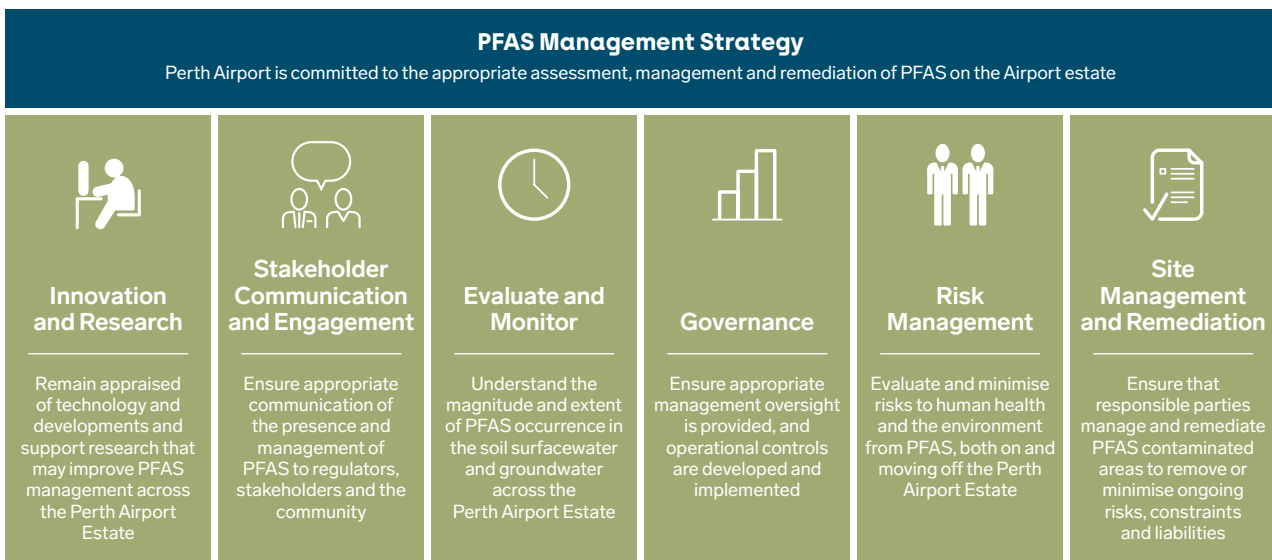 PFAS Management Strategy
Perth Airport is committed to the appropriate assessment, management and remediation of PFAS on the Airport estate
Innovation
and Research
Remain appraised
of technology and
developments and
support research that
may improve PFAS
management across
the Perth Airport
Estate
Stakeholder
Communication
and Engagement
Ensure appropriate
communication of
the presence and
management of
PFAS to regulators,
stakeholders and the
community
Evaluate and
Monitor
Understand the
magnitude and extent
of PFAS occurrence in
the soil surfacewater
and groundwater
across the
Perth Airport Estate
Governance
Ensure appropriate
management oversight
is provided, and
operational controls
are developed and
implemented
Risk
Management
Evaluate and minimise
risks to human health
and the environment
from PFAS, both on and
moving off the Perth
Airport Estate
Site
Management
and Remediation
Ensure that
responsible parties
manage and remediate
PFAS contaminated
areas to remove or
minimise ongoing
risks, constraints
and liabilities